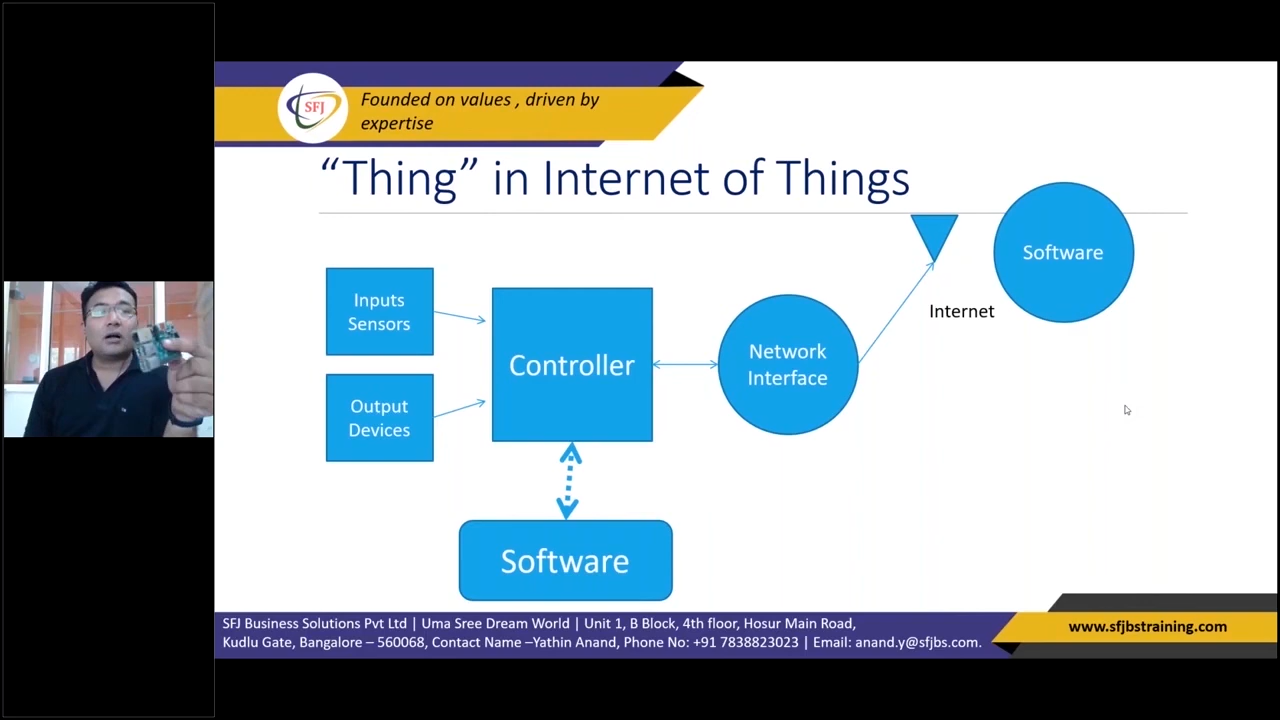 SFJ
Founded on values , driven by
expertise
“Thing” in Internet of Things
Inputs
Sensors
Output
Devices
Controller
Network
Interface
Internet
Software
Software
SFJ Business Solutions Pvt Ltd | Uma Sree Dream World | Unit 1, B Block, 4th floor, Hosur Main Road,
Kudlu Gate, Bangalore – 560068, Contact Name –Yathin Anand, Phone No: +91 7838823023 | Email: anand.y@sfjbs.com.
www.sfjbstraining.com